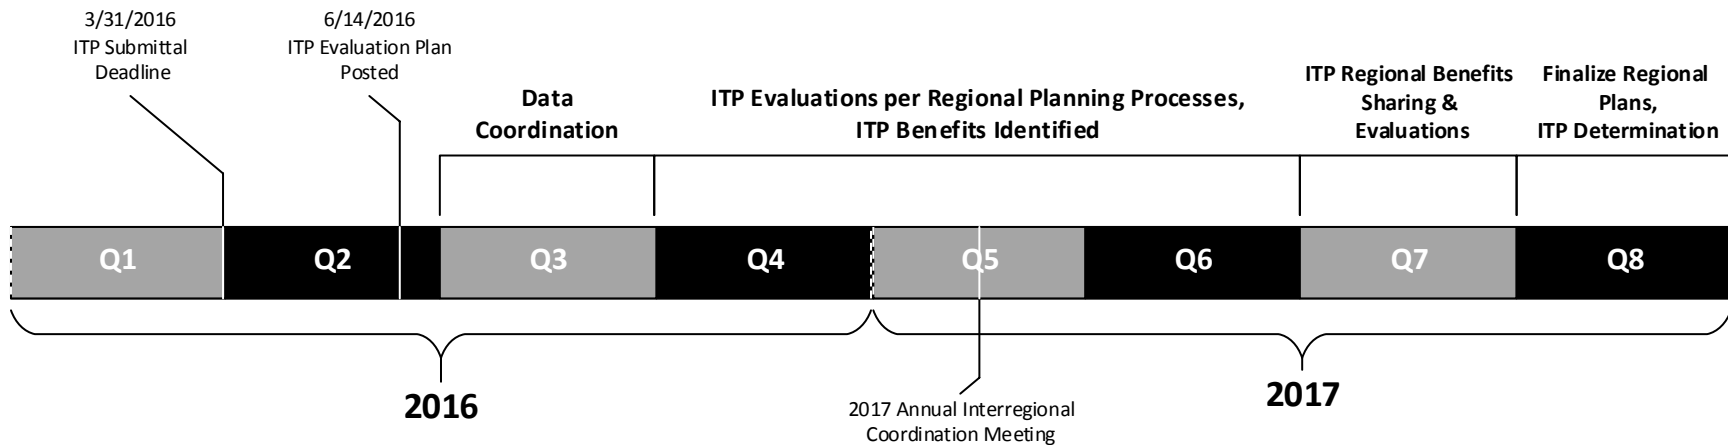 3/31/2016
ITP Submittal
Deadline
6/14/2016
ITP Evaluation Plan
Posted
Data
Coordination
ITP Evaluations per Regional Planning Processes,
ITP Benefits Identified
ITP Regional Benefits
Sharing &
Evaluations
Finalize Regional
Plans,
ITP Determination
Q1
Q2
Q3
Q4
Q5
Q6
Q7
Q8
2016
2017 Annual Interregional
Coordination Meeting
2017